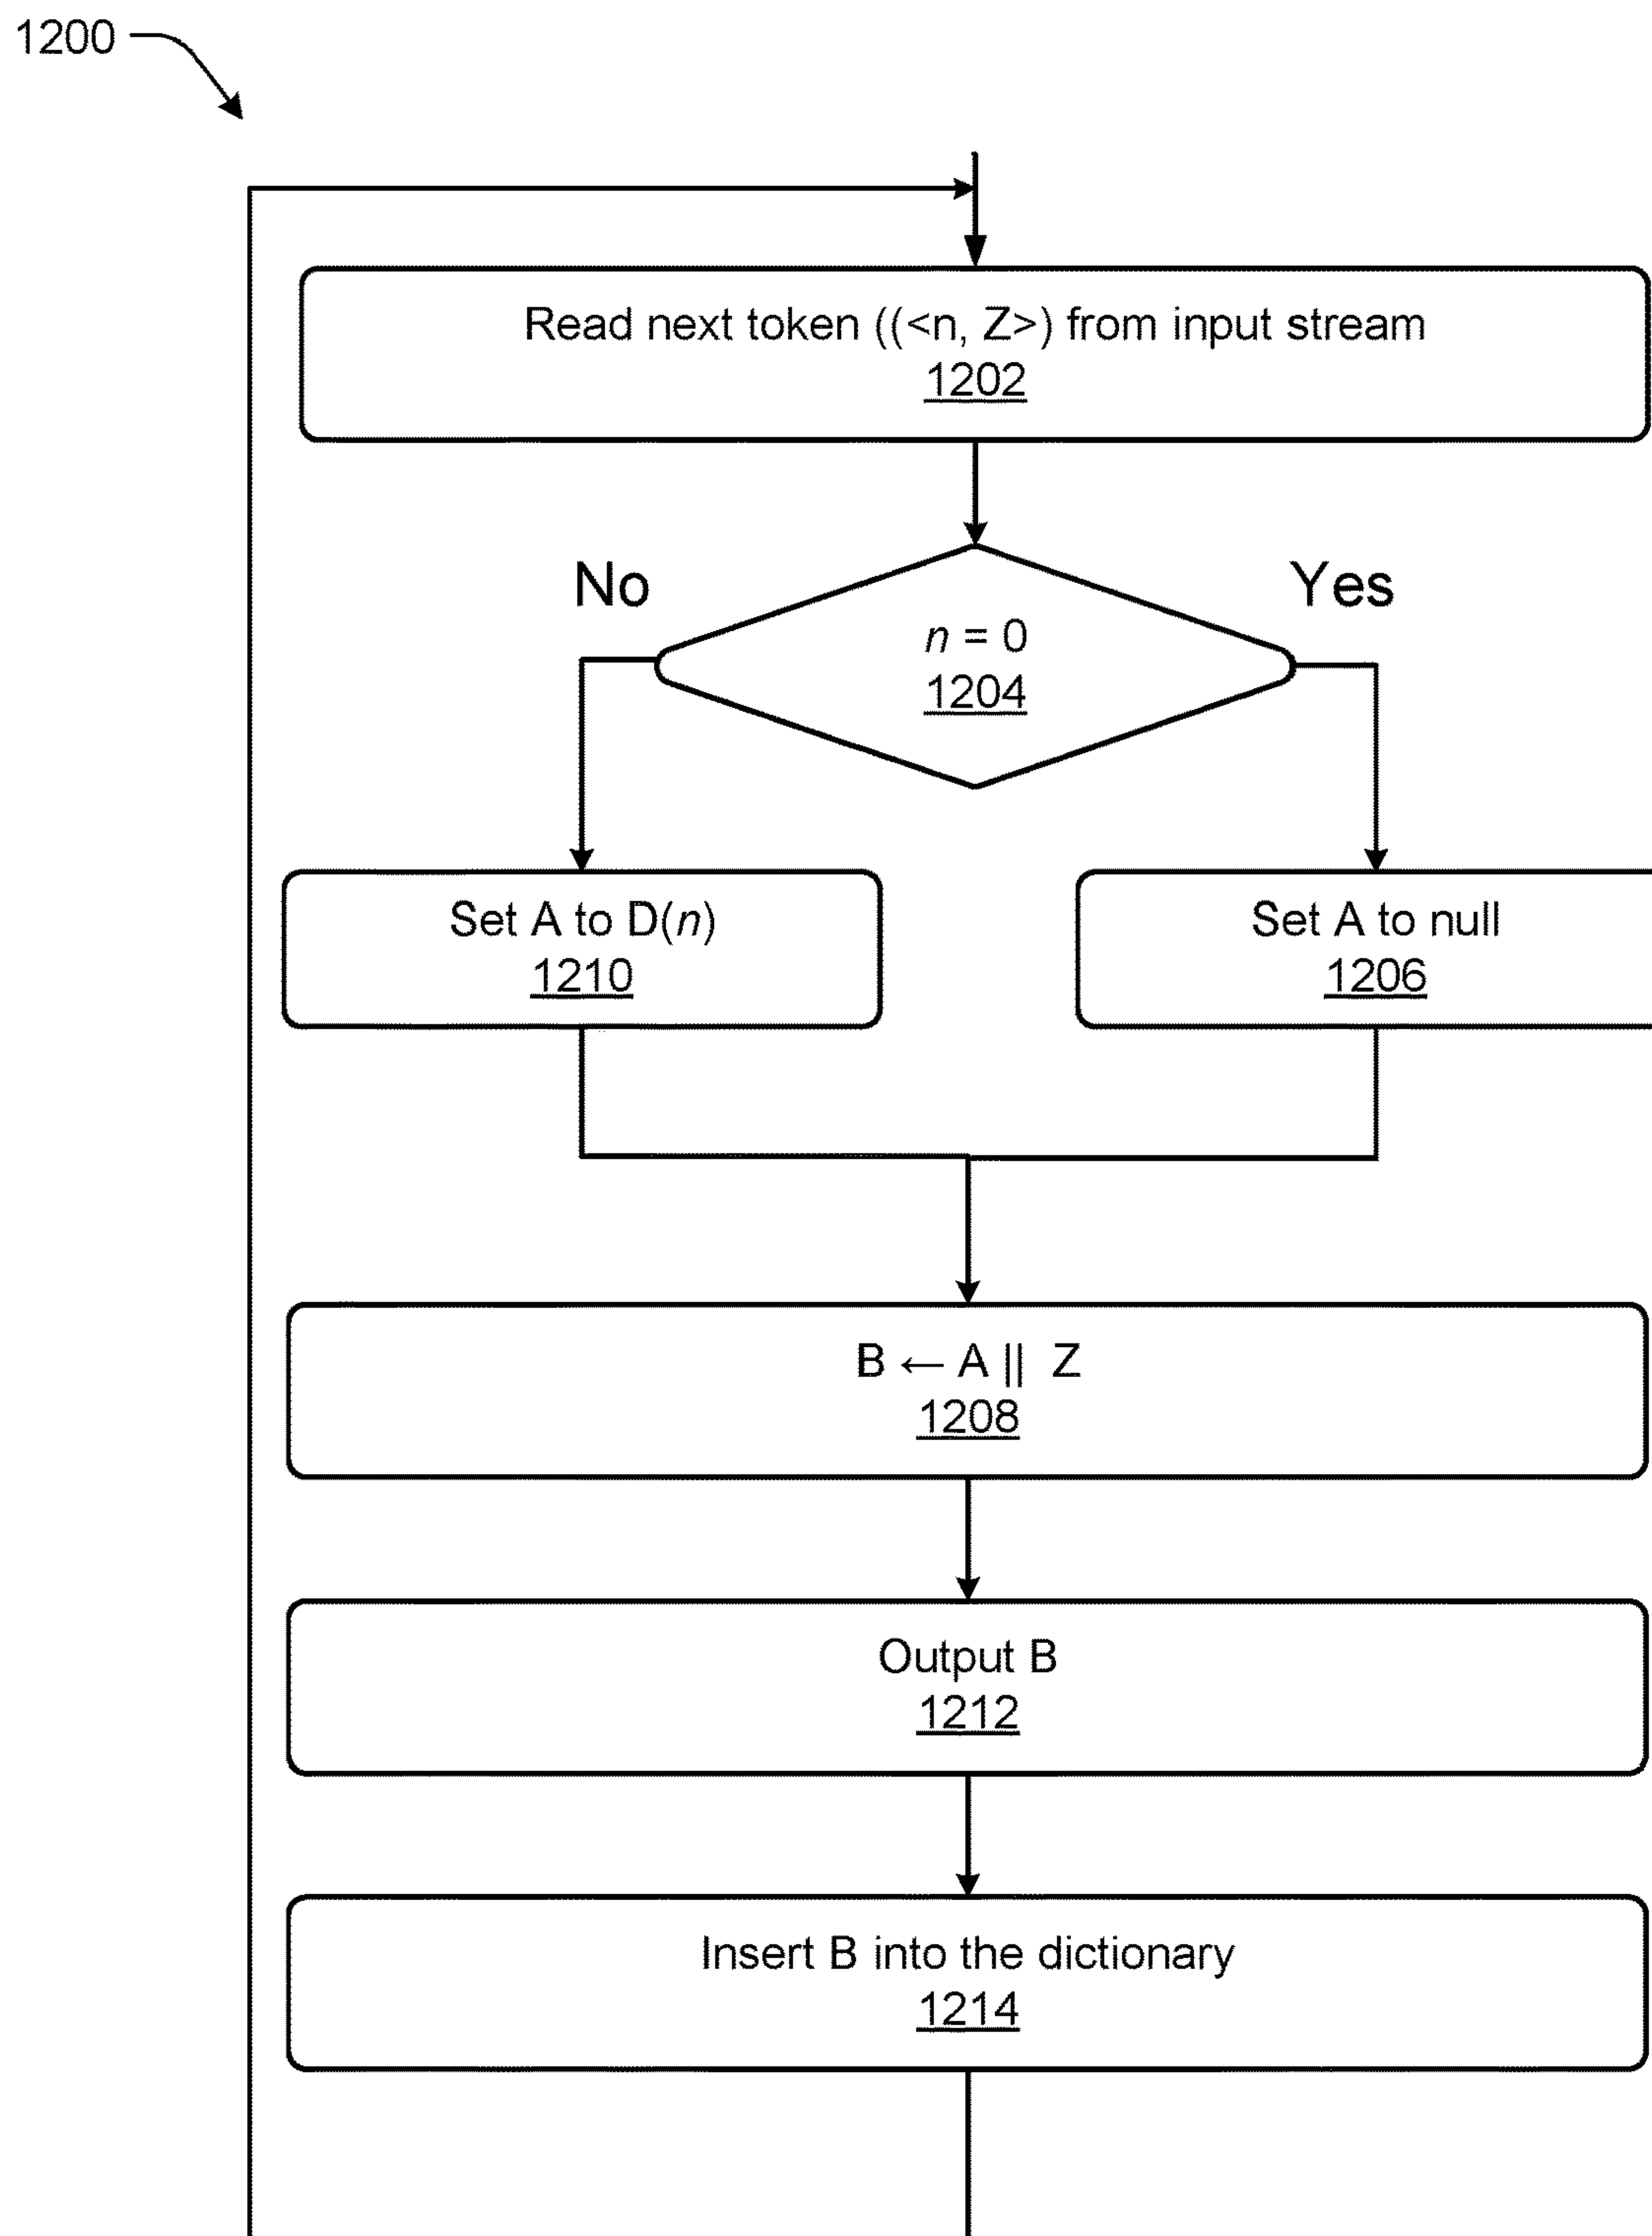 1200
Read next token ((<n, Z>) from input stream
1202
No
Yes
n = 0
1204
Set A to D(n)
1210
Set A to null
1206
B ← A || Z
1208
Output B
1212
Insert B into the dictionary
1214